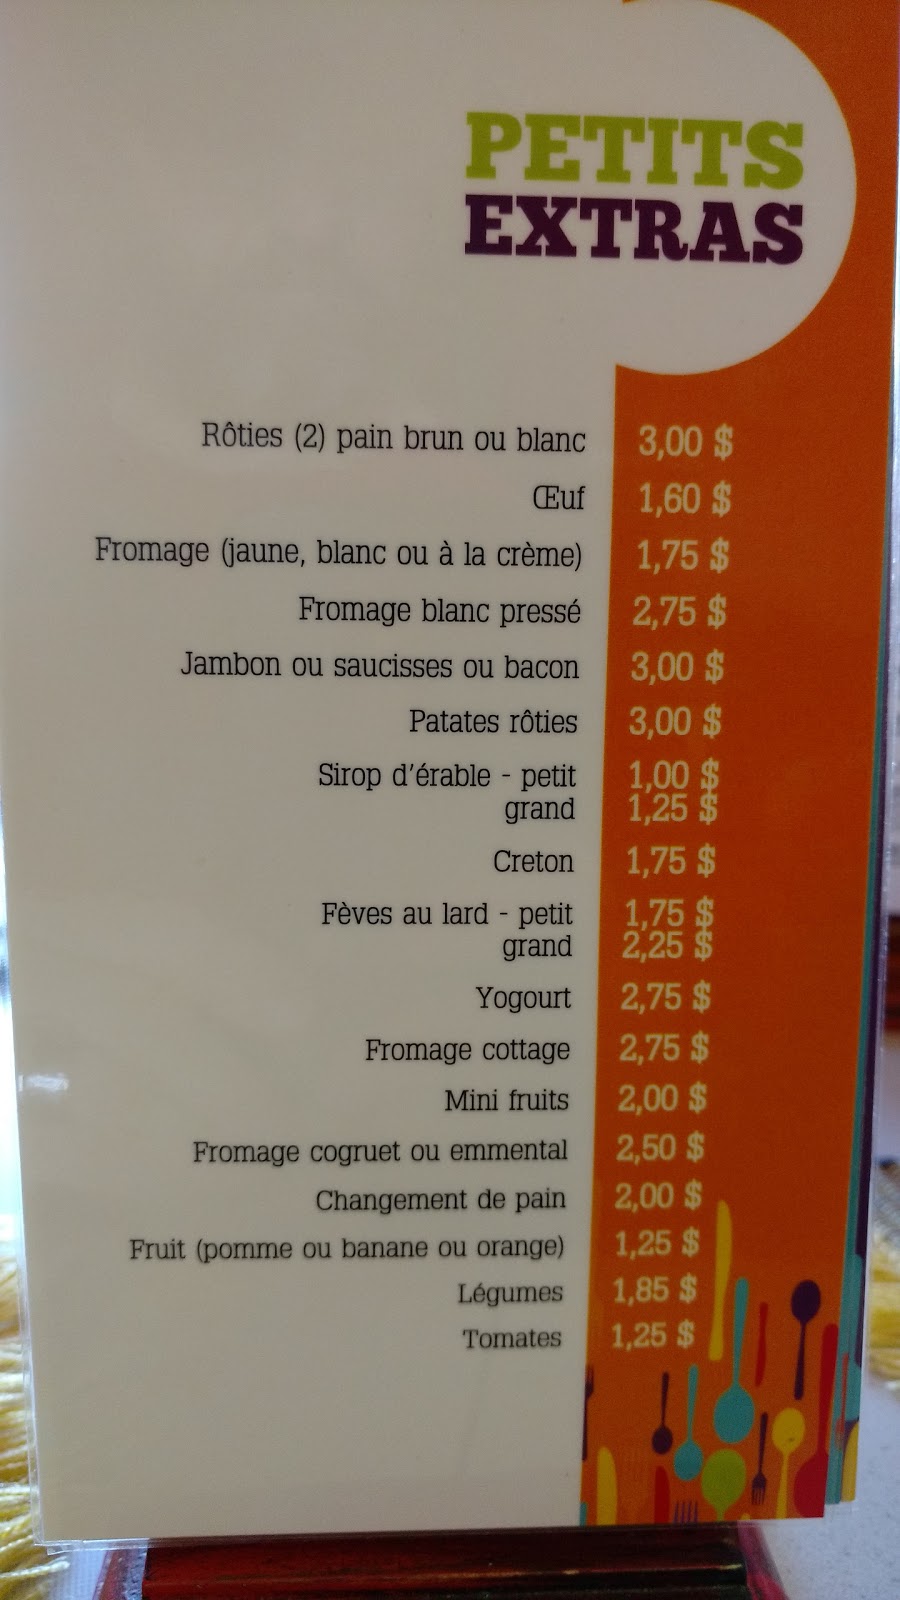 PETITS
EXTRAS
Rôties (2) pain brun ou blanc 3,00 $
Œuf 1,60 $
Fromage (jaune, blanc ou à la crème) 1,75 $
Fromage blanc pressé 2,75 $
Jambon ou saucisses ou bacon 3,00 $
Patates rôties 3,00 $
Sirop d'érable - petit 1,00 $
grand 1,25 $
Creton 1,75 $
Fèves au lard - petit 1,75 $
grand 2,25 $
Yogourt 2,75 $
Fromage cottage 2,75 $
Mini fruits 2,00 $
Fromage cogruet ou emmental 2,50 $
Changement de pain 2,00 $
Fruit (pomme ou banane ou orange) 1,25 $
Légumes 1,85 $
Tomates 1,25 $